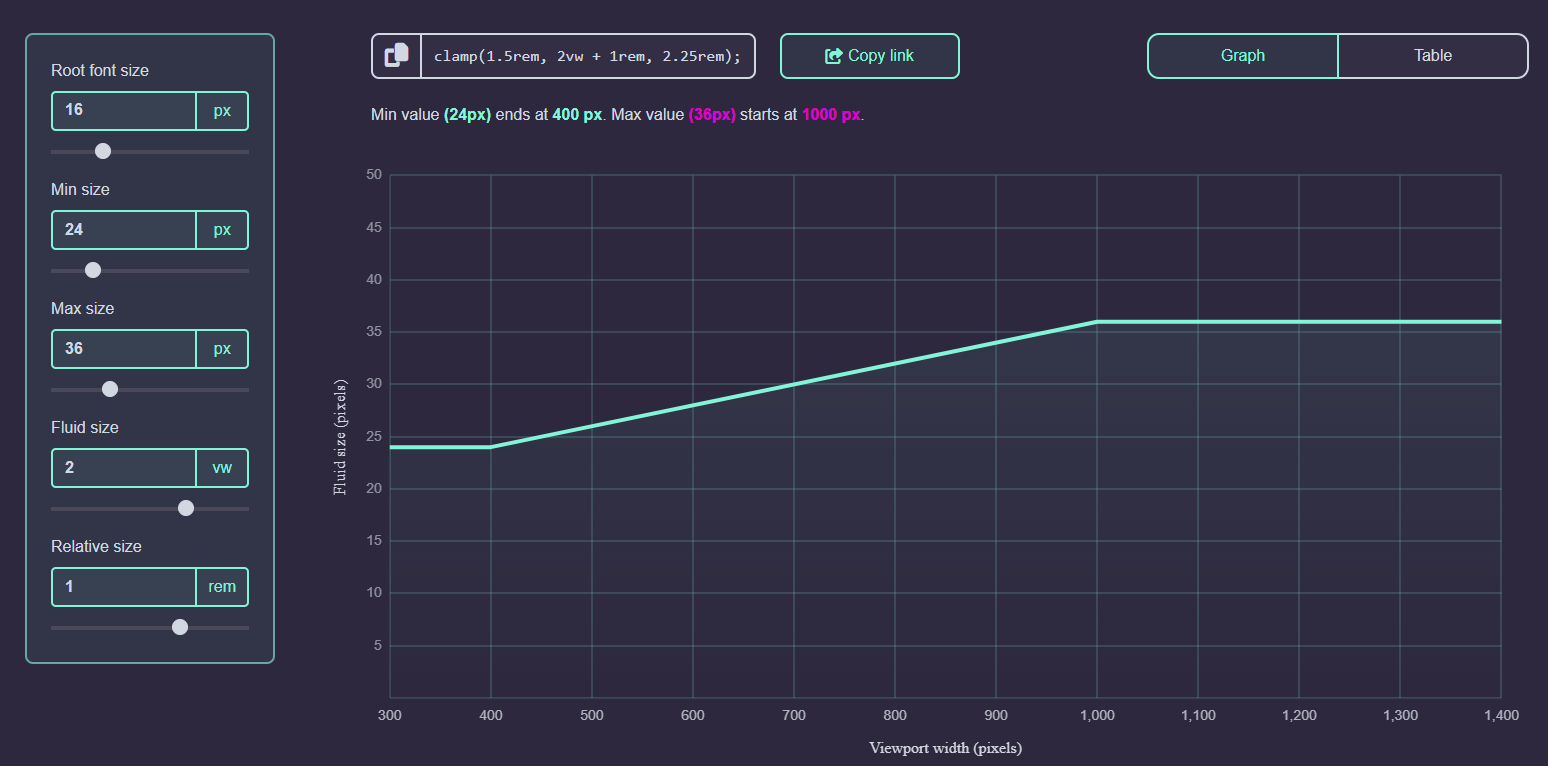 Root font size
16 px
Min size
24 px
Max size
36 px
Fluid size
2 vw
Relative size
1 rem
clamp(1.5rem, 2vw + 1rem, 2.25rem);
Copy link
Graph
Table
Min value (24px) ends at 400 px. Max value (36px) starts at 1000 px.
50
45
40
35
30
25
20
15
10
5
Fluid size (pixels)
300 400 500 600 700 800 900 1,000 1,100 1,200 1,300 1,400
Viewport width (pixels)